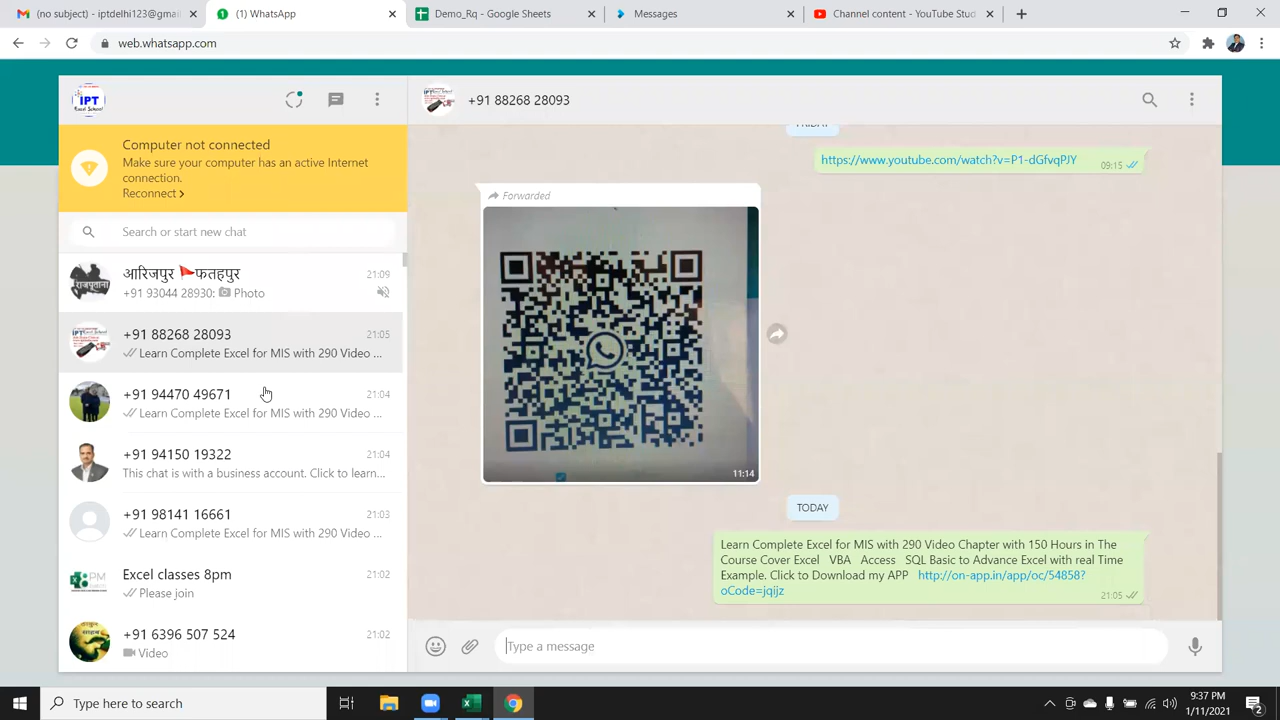 (no subject) - iptdelhi123@gmai
(1) WhatsApp
Demo_Rq - Google Sheets
Messages
Channel content - YouTube Stud
web.whatsapp.com
IPT
Excel School
Computer not connected
Make sure your computer has an active Internet
connection.
Reconnect >
Search or start new chat
आरिजपुर 🚩फतहपुर
21:09
+91 93044 28930: Photo
+91 88268 28093
21:05
Learn Complete Excel for MIS with 290 Video ...
+91 94470 49671
21:04
Learn Complete Excel for MIS with 290 Video ...
+91 94150 19322
21:04
This chat is with a business account. Click to learn...
+91 98141 16661
21:03
Learn Complete Excel for MIS with 290 Video ...
Excel classes 8pm
21:02
Please join
+91 6396 507 524
21:02
Video
+91 88268 28093
FRIDAY
https://www.youtube.com/watch?v=P1-dGfvqPJY
09:15
Forwarded
11:14
TODAY
Learn Complete Excel for MIS with 290 Video Chapter with 150 Hours in The
Course Cover Excel VBA Access SQL Basic to Advance Excel with real Time
Example. Click to Download my APP http://on-app.in/app/oc/54858?
oCode=jqijz
21:05
Type a message
Type here to search
9:37 PM
1/11/2021
2